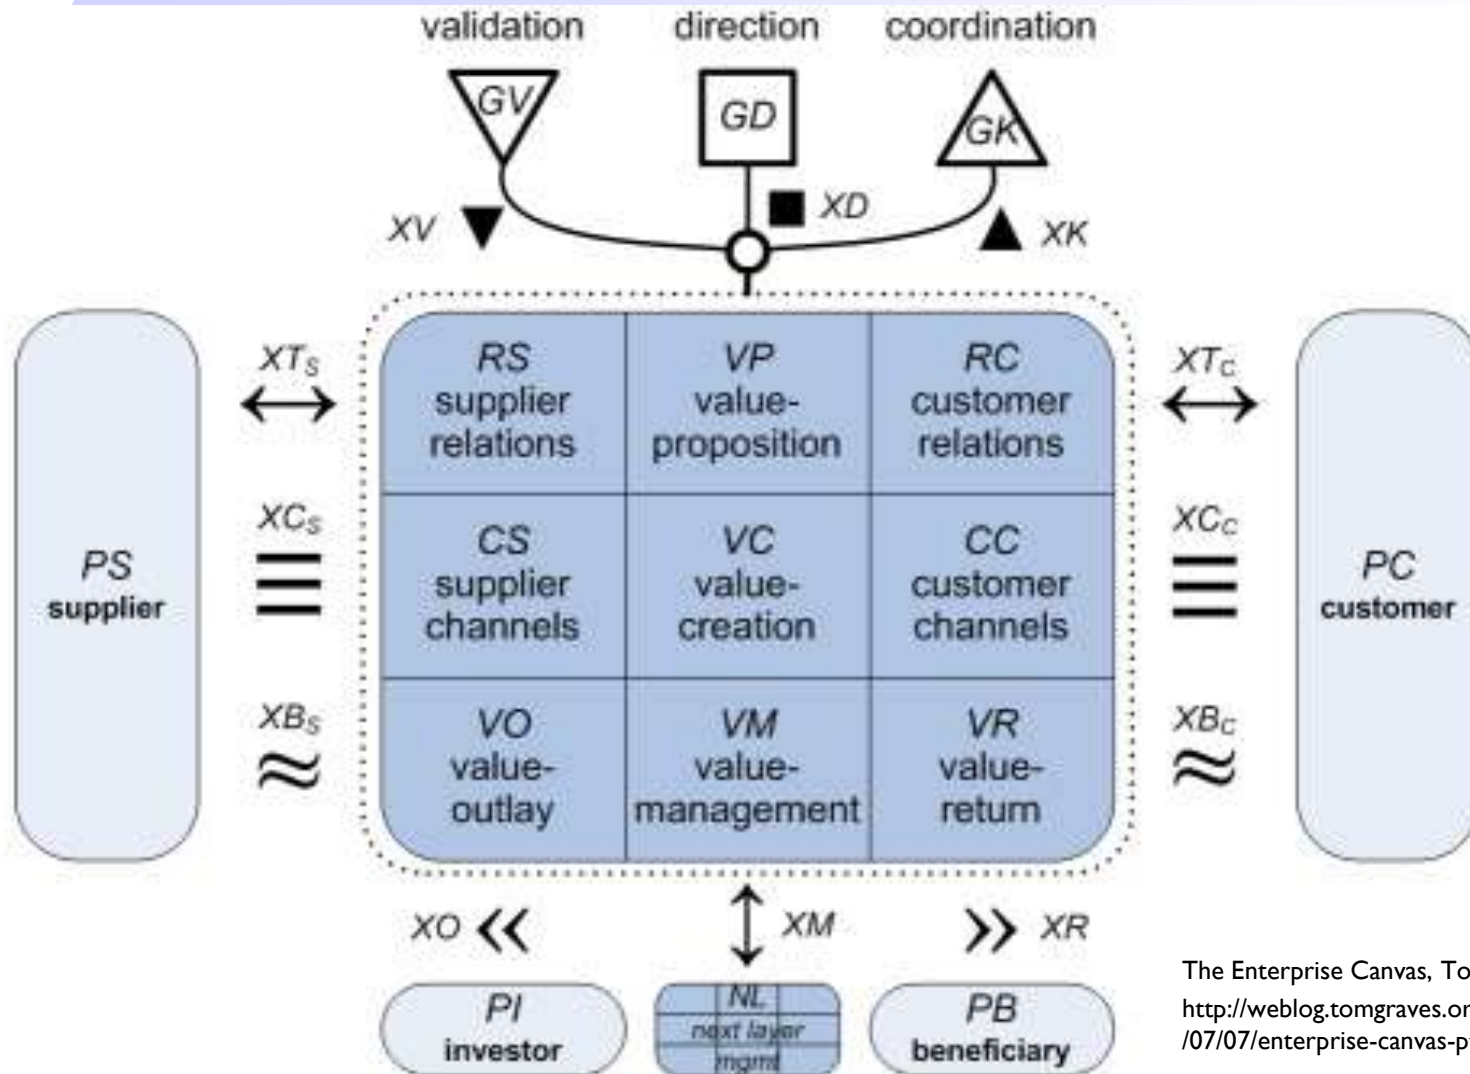 validation direction coordination
GV GD GK
XV XD XK
XTS
RS
supplier
relations
VP
value-
proposition
RC
customer
relations
XTC
PS
supplier
XCS
CS
supplier
channels
VC
value-
creation
CC
customer
channels
XCC
PC
customer
XBS
VO
value-
outlay
VM
value-
management
VR
value-
return
XBC
XO XM XR
PI
investor
NL
next layer
mgmt
PB
beneficiary
The Enterprise Canvas,
http://weblog.tomgraves.or
/07/07/enterprise-canvas-p